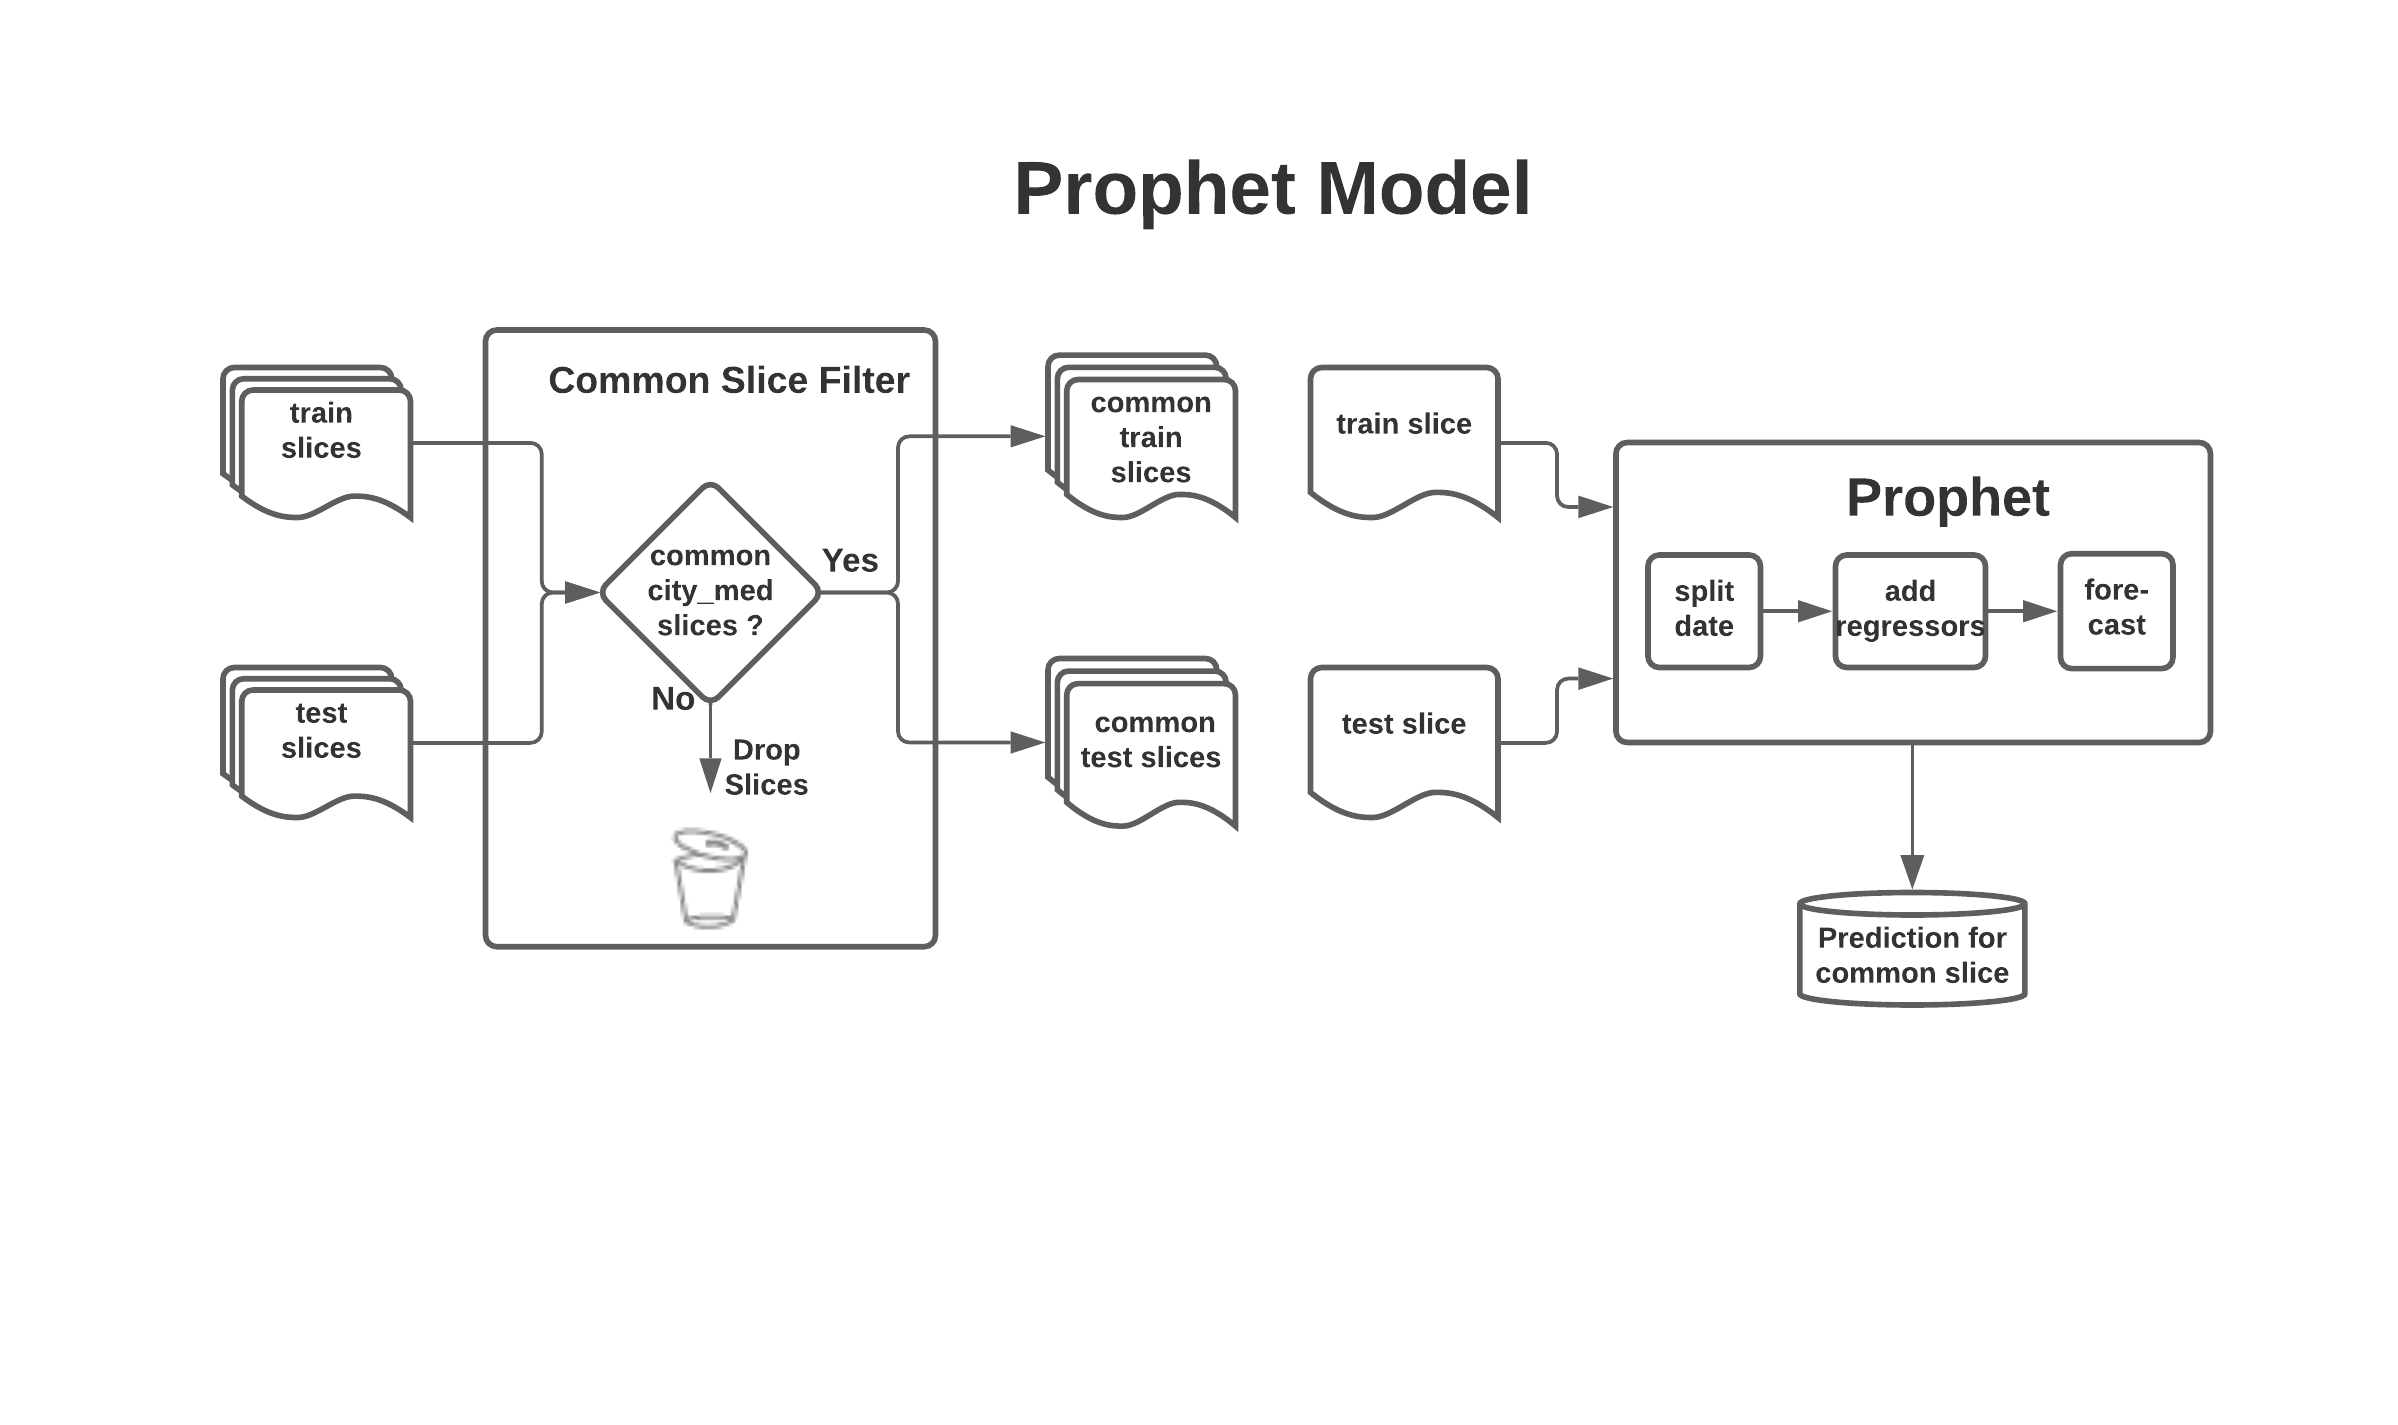 Prophet Model
train
slices
test
slices
Common Slice Filter
common
city_med
slices ?
Yes
No
Drop
Slices
common
train
slices
common
test slices
train slice
test slice
Prophet
split
date
add
regressors
fore-
cast
Prediction for
common slice